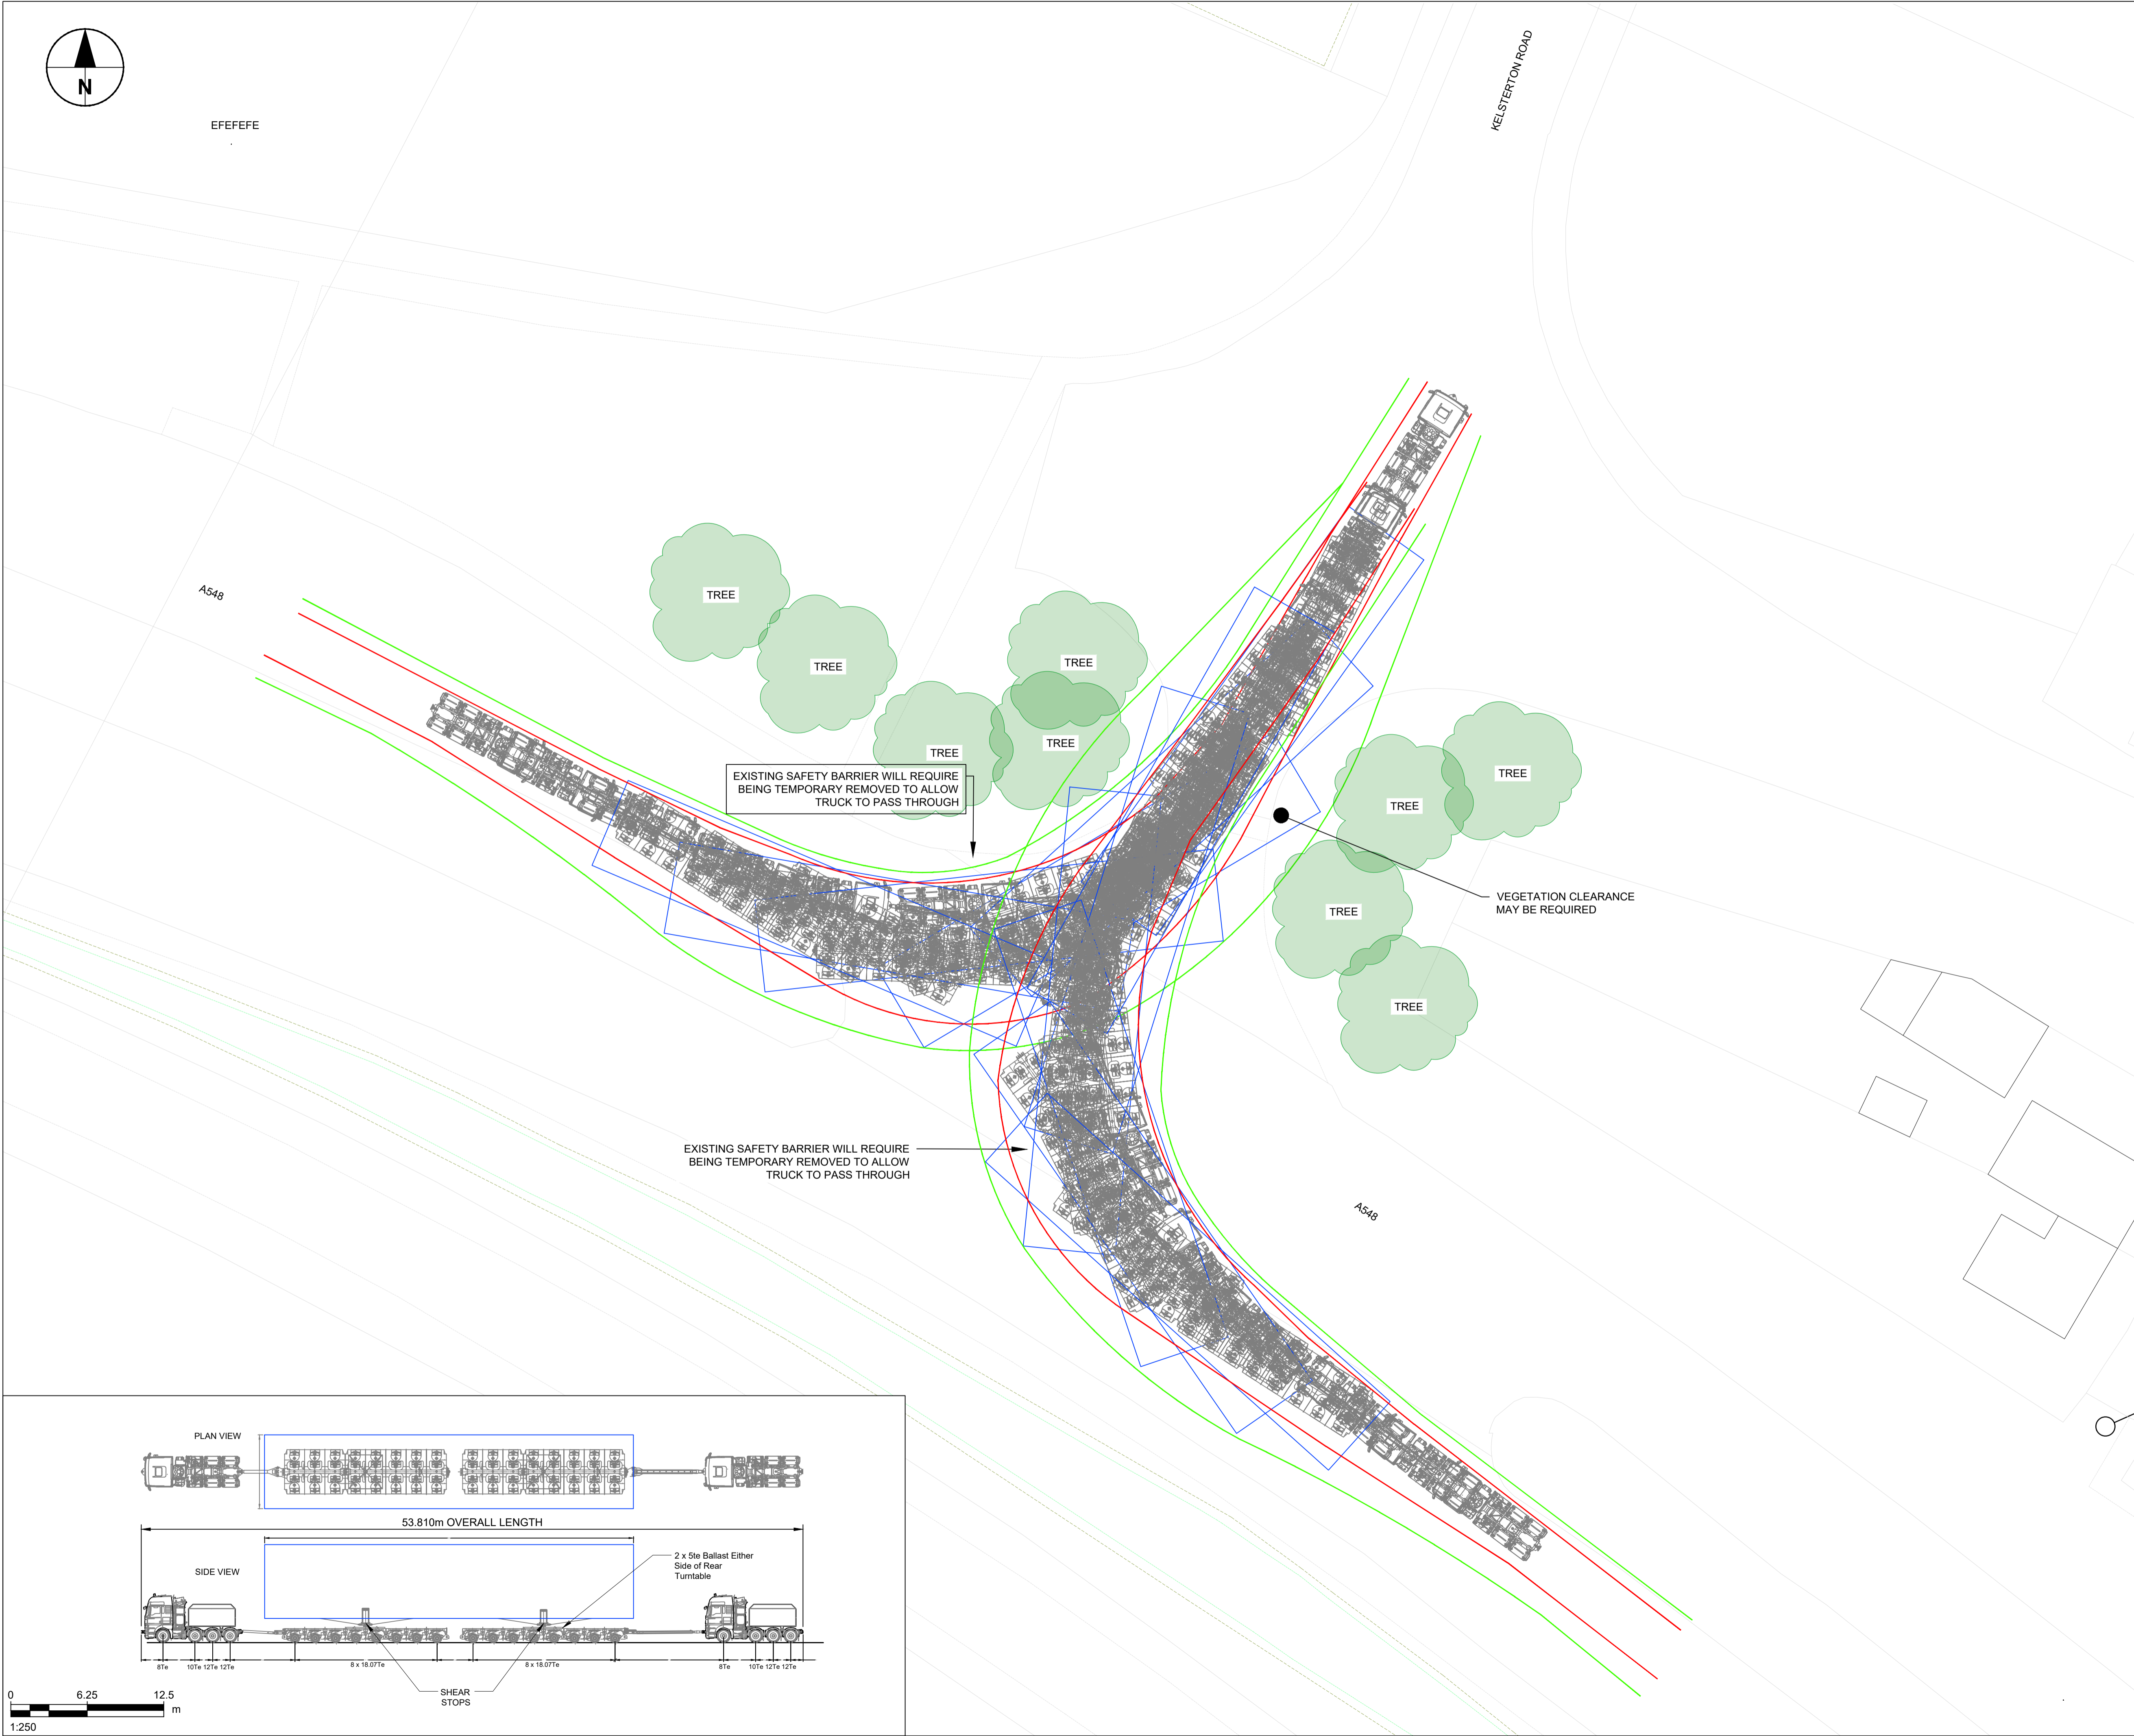 N
EFEFEFE
KELSTERTON ROAD
A548
TREE
TREE
TREE
TREE
TREE
EXISTING SAFETY BARRIER WILL REQUIRE
BEING TEMPORARY REMOVED TO ALLOW
TRUCK TO PASS THROUGH
TREE
TREE
TREE
TREE
VEGETATION CLEARANCE
MAY BE REQUIRED
EXISTING SAFETY BARRIER WILL REQUIRE
BEING TEMPORARY REMOVED TO ALLOW
TRUCK TO PASS THROUGH
A548
PLAN VIEW
53.810m OVERALL LENGTH
SIDE VIEW
2 x 5te Ballast Either
Side of Rear
Turntable
8Te 10Te 12Te 12Te 8 x 18.07Te 8 x 18.07Te 8Te 10Te 12Te 12Te
SHEAR
STOPS
0 6.25 12.5
m
1:250